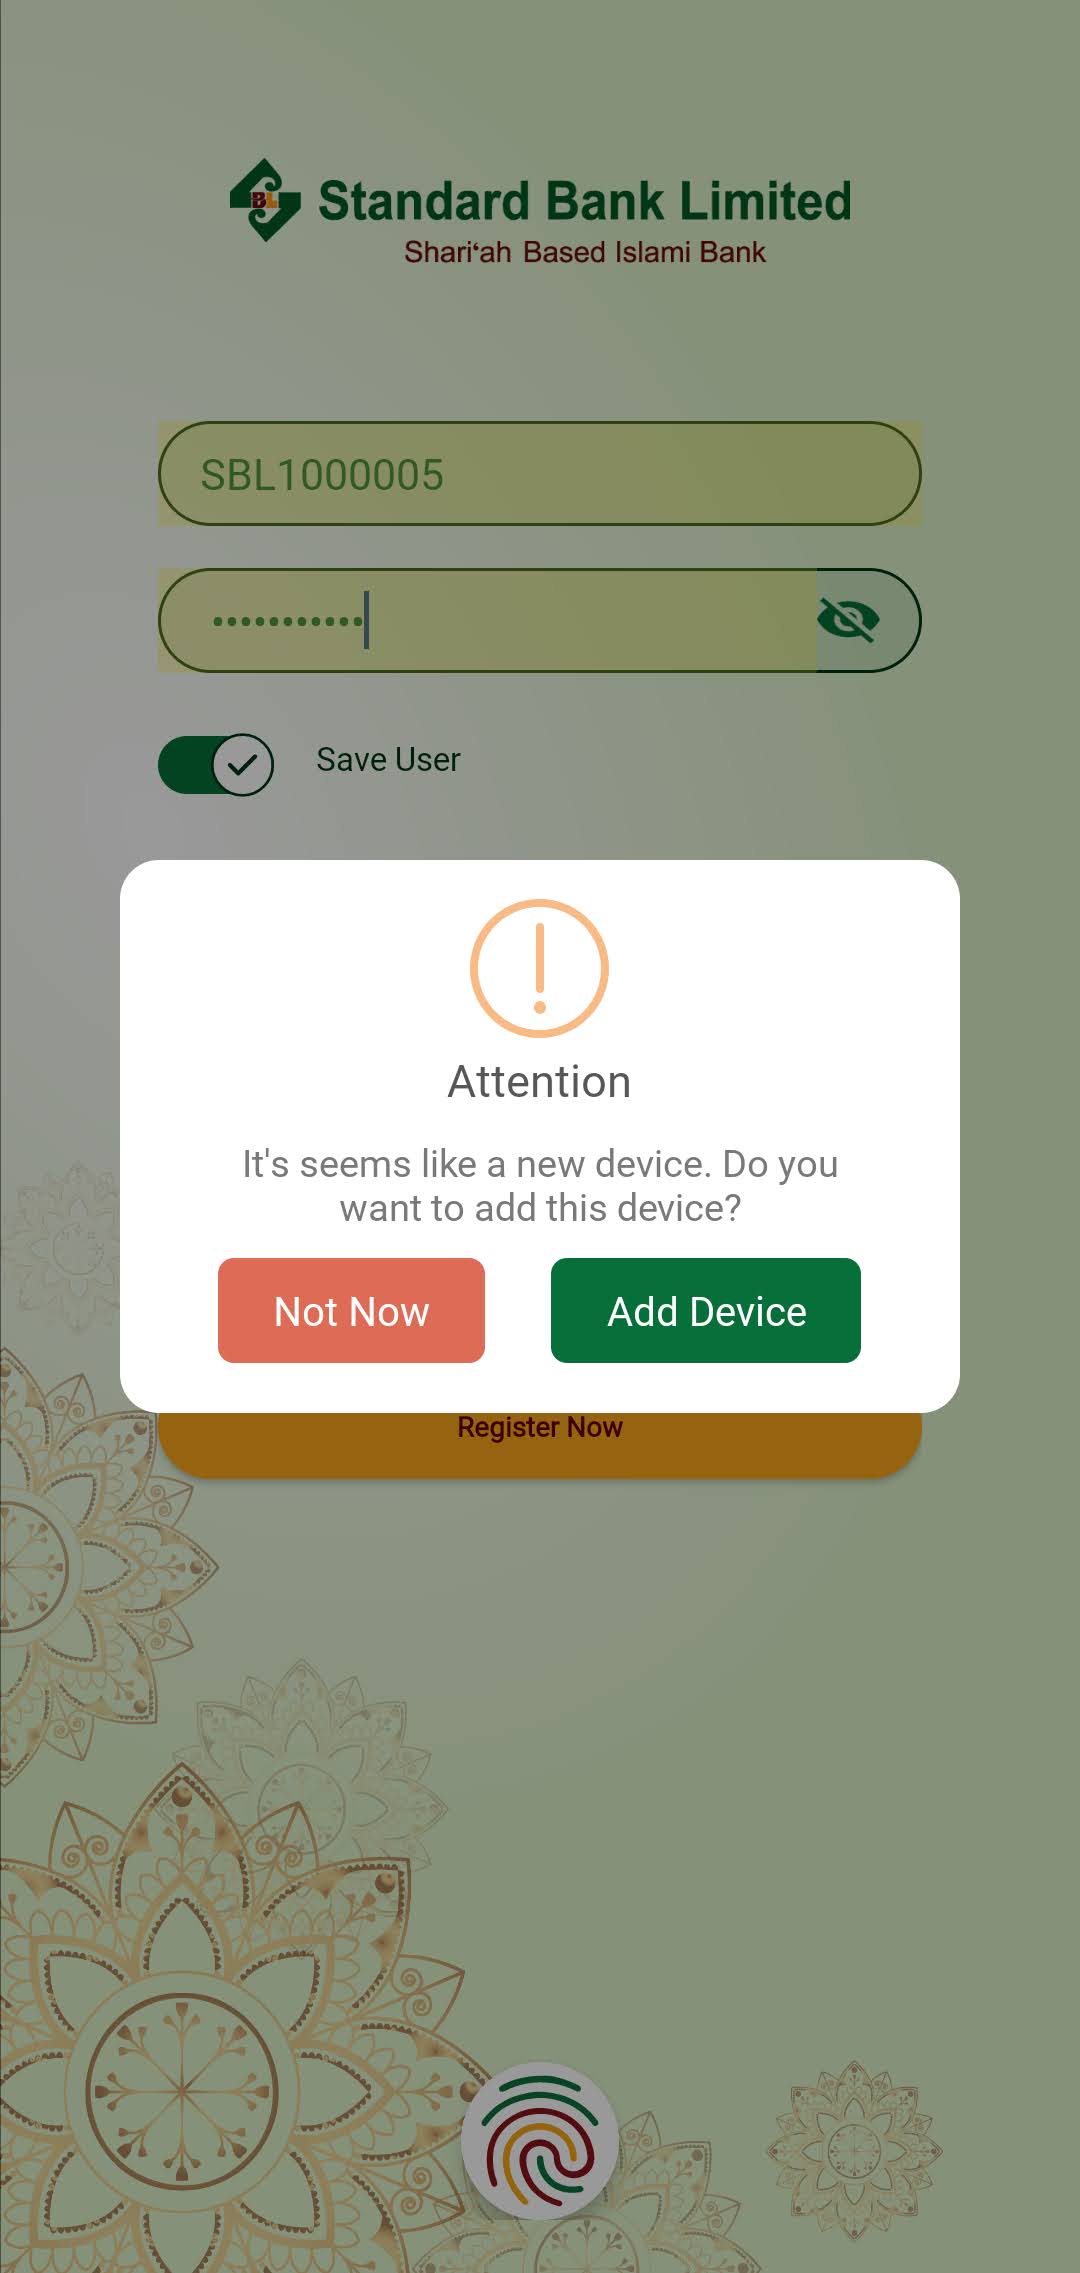 BL
Standard Bank Limited
Shari‘ah Based Islami Bank
SBL1000005
•••••••••••
Save User
Attention
It's seems like a new device. Do you
want to add this device?
Not Now
Add Device
Register Now